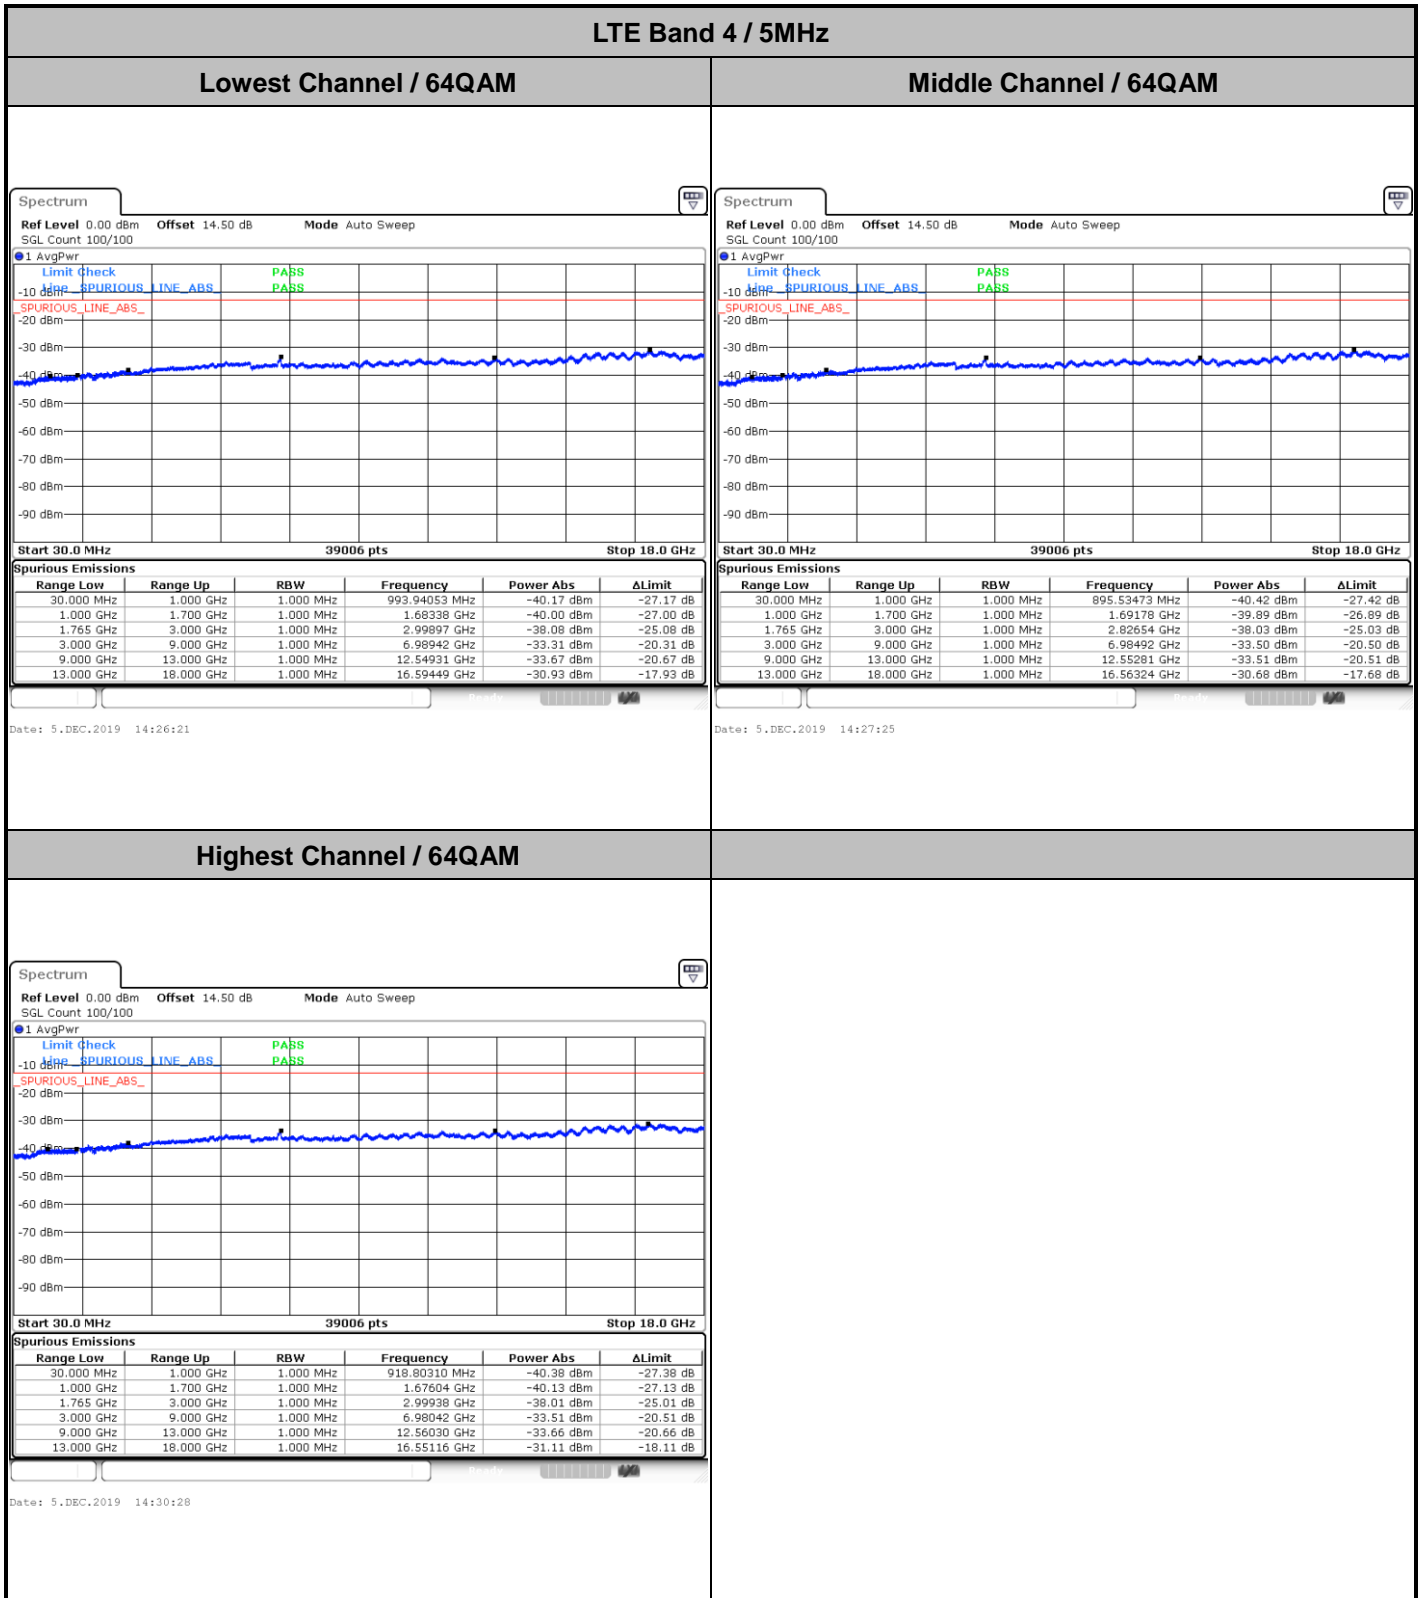 LTE Band 4 / 5MHz
Lowest Channel / 64QAM
Middle Channel / 64QAM
Spectrum
Ref Level 0.00 dBm Offset 14.50 dB Mode Auto Sweep
SGL Count 100/100
1 AvgPwr
Limit Check PASS
Line _SPURIOUS_LINE_ABS_ PASS
-10 dBm
_SPURIOUS_LINE_ABS_
-20 dBm
-30 dBm
-40 dBm
-50 dBm
-60 dBm
-70 dBm
-80 dBm
-90 dBm
Start 30.0 MHz 39006 pts Stop 18.0 GHz
Spurious Emissions
Range Low Range Up RBW Frequency Power Abs ΔLimit
30.000 MHz 1.000 GHz 1.000 MHz 993.94053 MHz -40.17 dBm -27.17 dB
1.000 GHz 1.700 GHz 1.000 MHz 1.68338 GHz -40.00 dBm -27.00 dB
1.765 GHz 3.000 GHz 1.000 MHz 2.99897 GHz -38.08 dBm -25.08 dB
3.000 GHz 9.000 GHz 1.000 MHz 6.98942 GHz -33.31 dBm -20.31 dB
9.000 GHz 13.000 GHz 1.000 MHz 12.54931 GHz -33.67 dBm -20.67 dB
13.000 GHz 18.000 GHz 1.000 MHz 16.59449 GHz -30.93 dBm -17.93 dB
Ready
Date: 5.DEC.2019 14:26:21
Spectrum
Ref Level 0.00 dBm Offset 14.50 dB Mode Auto Sweep
SGL Count 100/100
1 AvgPwr
Limit Check PASS
Line _SPURIOUS_LINE_ABS_ PASS
-10 dBm
_SPURIOUS_LINE_ABS_
-20 dBm
-30 dBm
-40 dBm
-50 dBm
-60 dBm
-70 dBm
-80 dBm
-90 dBm
Start 30.0 MHz 39006 pts Stop 18.0 GHz
Spurious Emissions
Range Low Range Up RBW Frequency Power Abs ΔLimit
30.000 MHz 1.000 GHz 1.000 MHz 895.53473 MHz -40.42 dBm -27.42 dB
1.000 GHz 1.700 GHz 1.000 MHz 1.69178 GHz -39.89 dBm -26.89 dB
1.765 GHz 3.000 GHz 1.000 MHz 2.82654 GHz -38.03 dBm -25.03 dB
3.000 GHz 9.000 GHz 1.000 MHz 6.98492 GHz -33.50 dBm -20.50 dB
9.000 GHz 13.000 GHz 1.000 MHz 12.55281 GHz -33.51 dBm -20.51 dB
13.000 GHz 18.000 GHz 1.000 MHz 16.56324 GHz -30.68 dBm -17.68 dB
Ready
Date: 5.DEC.2019 14:27:25
Highest Channel / 64QAM
Spectrum
Ref Level 0.00 dBm Offset 14.50 dB Mode Auto Sweep
SGL Count 100/100
1 AvgPwr
Limit Check PASS
Line _SPURIOUS_LINE_ABS_ PASS
-10 dBm
_SPURIOUS_LINE_ABS_
-20 dBm
-30 dBm
-40 dBm
-50 dBm
-60 dBm
-70 dBm
-80 dBm
-90 dBm
Start 30.0 MHz 39006 pts Stop 18.0 GHz
Spurious Emissions
Range Low Range Up RBW Frequency Power Abs ΔLimit
30.000 MHz 1.000 GHz 1.000 MHz 918.80310 MHz -40.38 dBm -27.38 dB
1.000 GHz 1.700 GHz 1.000 MHz 1.67604 GHz -40.13 dBm -27.13 dB
1.765 GHz 3.000 GHz 1.000 MHz 2.99938 GHz -38.01 dBm -25.01 dB
3.000 GHz 9.000 GHz 1.000 MHz 6.98042 GHz -33.51 dBm -20.51 dB
9.000 GHz 13.000 GHz 1.000 MHz 12.56030 GHz -33.66 dBm -20.66 dB
13.000 GHz 18.000 GHz 1.000 MHz 16.55116 GHz -31.11 dBm -18.11 dB
Ready
Date: 5.DEC.2019 14:30:28